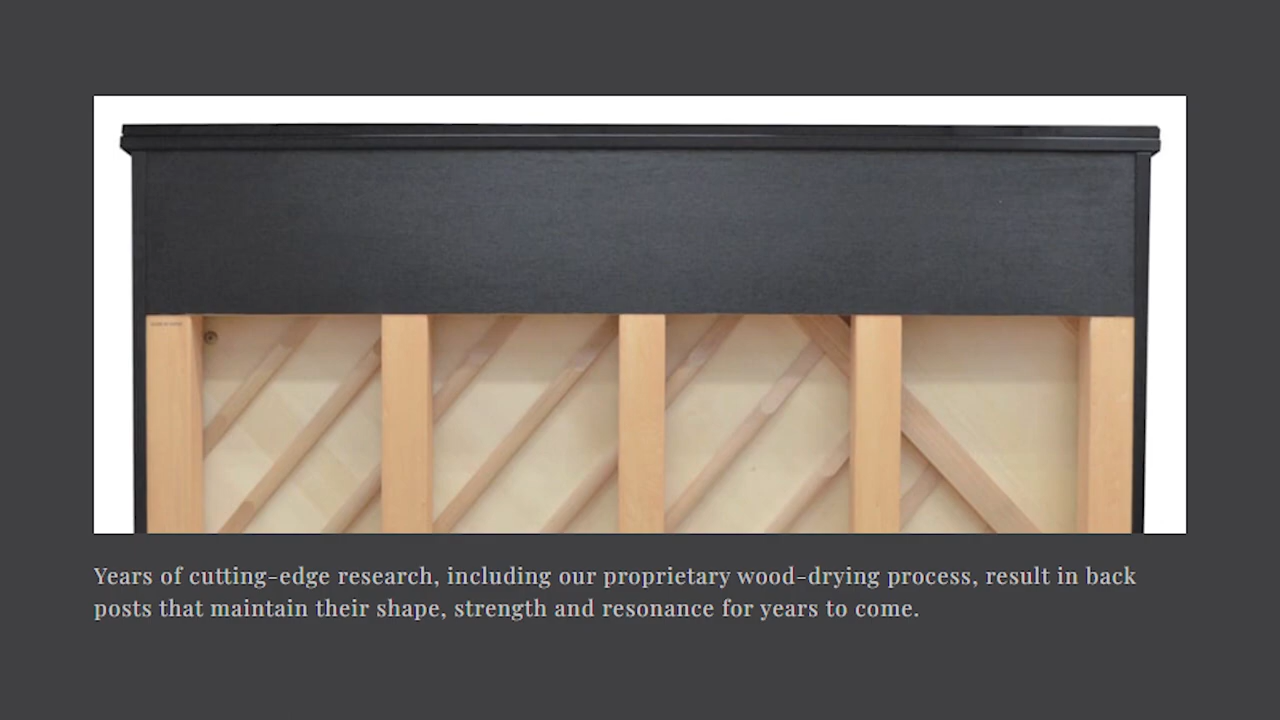 Years of cutting-edge research, including our proprietary wood-drying process, result in back
posts that maintain their shape, strength and resonance for years to come.